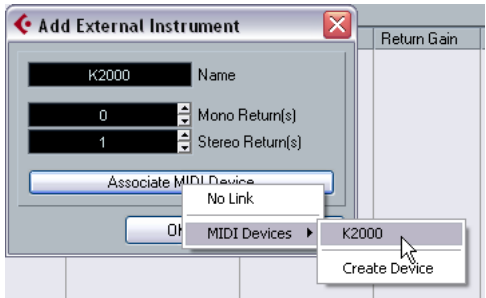 Add External Instrument
Return Gain
K2000 Name
0 Mono Return(s)
1 Stereo Return(s)
Associate MIDI Device
No Link
MIDI Devices
K2000
Create Device